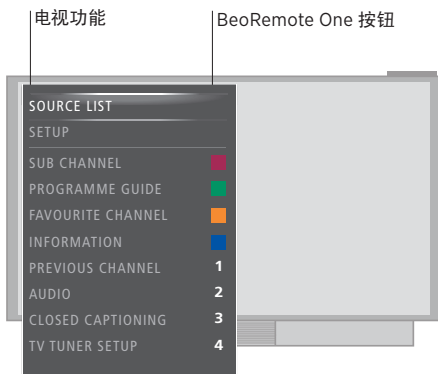 电视功能
BeoRemote One 按钮
SOURCE LIST
SETUP
SUB CHANNEL
PROGRAMME GUIDE
FAVOURITE CHANNEL
INFORMATION
PREVIOUS CHANNEL 1
AUDIO 2
CLOSED CAPTIONING 3
TV TUNER SETUP 4